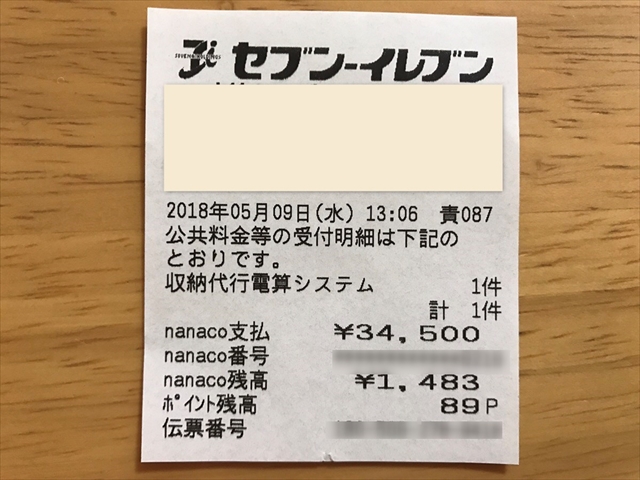 セブン-イレブン
2018年05月09日(水) 13:06 責087
公共料金等の受付明細は下記の
とおりです。
収納代行電算システム 1件
計 1件
nanaco支払 ¥34,500
nanaco番号
nanaco残高 ¥1,483
ﾎﾟｲﾝﾄ残高 89P
伝票番号